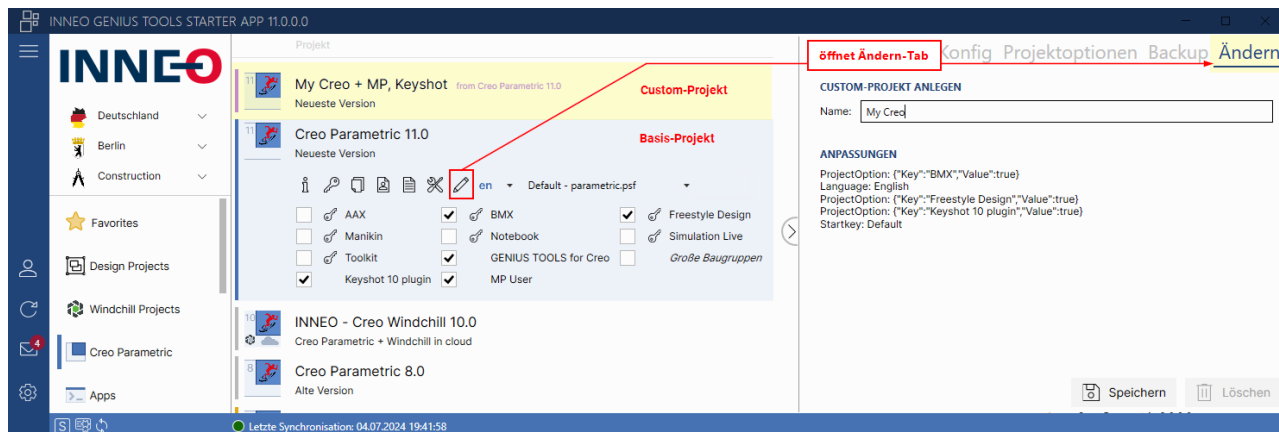 INNEO GENIUS TOOLS STARTER APP 11.0.0.0
INNEO
Deutschland
Berlin
Construction
Favorites
Design Projects
Windchill Projects
Creo Parametric
Apps
4
Projekt
11
My Creo + MP, Keyshot from Creo Parametric 11.0
Neueste Version
Custom-Projekt
11
Creo Parametric 11.0
Neueste Version
Basis-Projekt
en Default - parametric.psf
AAX BMX Freestyle Design
Manikin Notebook Simulation Live
Toolkit GENIUS TOOLS for Creo Große Baugruppen
Keyshot 10 plugin MP User
10
INNEO - Creo Windchill 10.0
Creo Parametric + Windchill in cloud
8
Creo Parametric 8.0
Alte Version
öffnet Ändern-Tab
Konfig Projektoptionen Backup Ändern
CUSTOM-PROJEKT ANLEGEN
Name: My Creo
ANPASSUNGEN
ProjectOption: {"Key":"BMX","Value":true}
Language: English
ProjectOption: {"Key":"Freestyle Design","Value":true}
ProjectOption: {"Key":"Keyshot 10 plugin","Value":true}
Startkey: Default
Speichern Löschen
S
Letzte Synchronisation: 04.07.2024 19:41:58